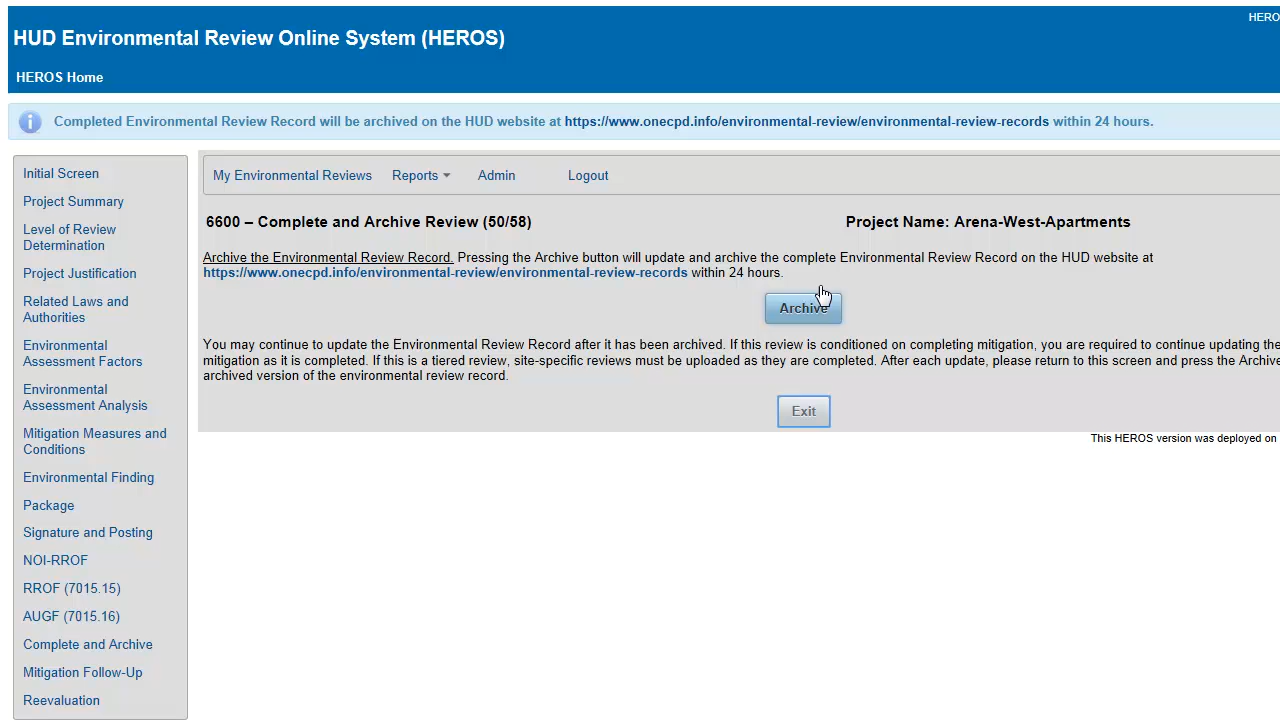 HERO
HUD Environmental Review Online System (HEROS)
HEROS Home
Completed Environmental Review Record will be archived on the HUD website at https://www.onecpd.info/environmental-review/environmental-review-records within 24 hours.
Initial Screen
Project Summary
Level of Review
Determination
Project Justification
Related Laws and
Authorities
Environmental
Assessment Factors
Environmental
Assessment Analysis
Mitigation Measures and
Conditions
Environmental Finding
Package
Signature and Posting
NOI-RROF
RROF (7015.15)
AUGF (7015.16)
Complete and Archive
Mitigation Follow-Up
Reevaluation
My Environmental Reviews Reports Admin Logout
6600 – Complete and Archive Review (50/58) Project Name: Arena-West-Apartments
Archive the Environmental Review Record. Pressing the Archive button will update and archive the complete Environmental Review Record on the HUD website at
https://www.onecpd.info/environmental-review/environmental-review-records within 24 hours.
Archive
You may continue to update the Environmental Review Record after it has been archived. If this review is conditioned on completing mitigation, you are required to continue updating the
mitigation as it is completed. If this is a tiered review, site-specific reviews must be uploaded as they are completed. After each update, please return to this screen and press the Archive
archived version of the environmental review record.
Exit
This HEROS version was deployed on